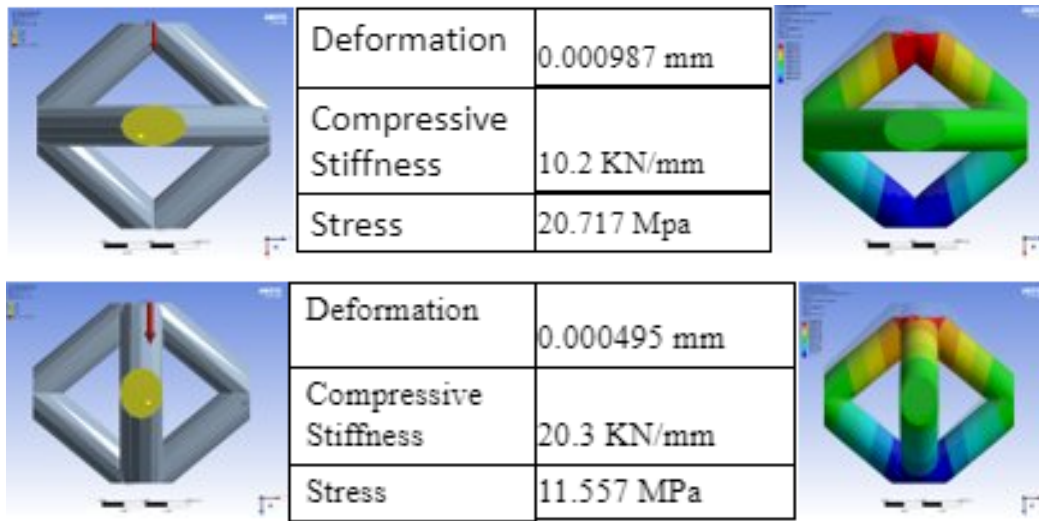 Deformation
0.000987 mm
Compressive
Stiffness
10.2 KN/mm
Stress
20.717 Mpa
Deformation
0.000495 mm
Compressive
Stiffness
20.3 KN/mm
Stress
11.557 MPa